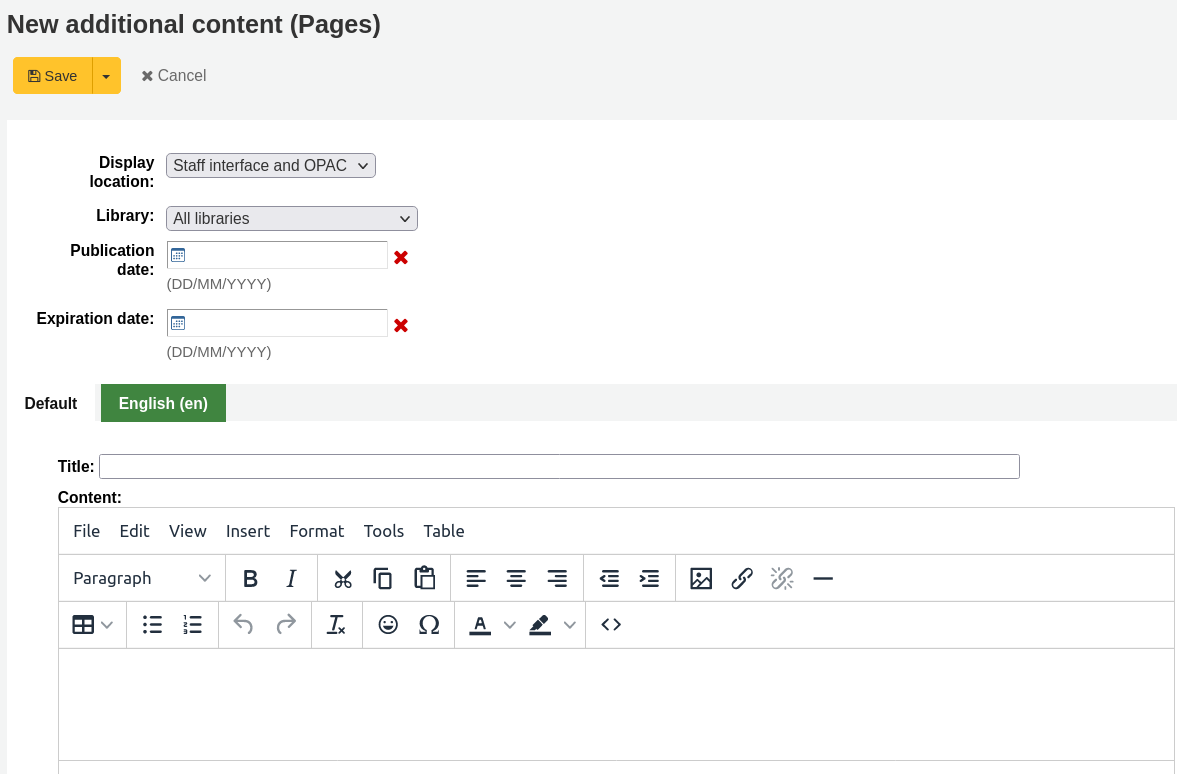 New additional content (Pages)
Save
Cancel
Display location:
Staff interface and OPAC
Library:
All libraries
Publication date:
(DD/MM/YYYY)
Expiration date:
(DD/MM/YYYY)
Default
English (en)
Title:
Content:
File Edit View Insert Format Tools Table
Paragraph